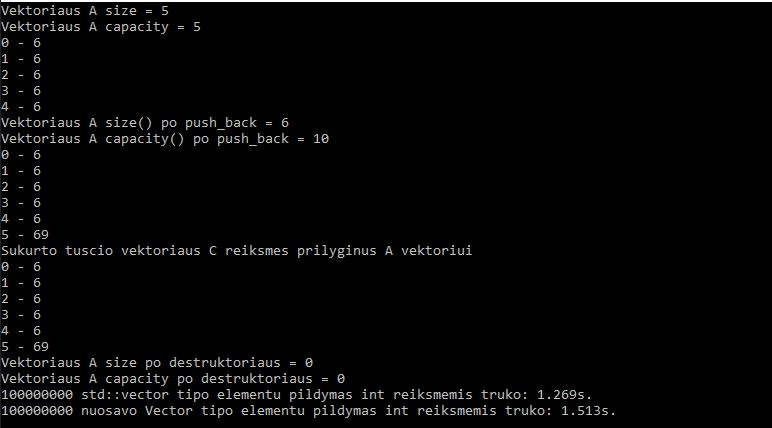 Vektoriaus A size = 5
Vektoriaus A capacity = 5
0 - 6
1 - 6
2 - 6
3 - 6
4 - 6
Vektoriaus A size() po push_back = 6
Vektoriaus A capacity() po push_back = 10
0 - 6
1 - 6
2 - 6
3 - 6
4 - 6
5 - 69
Sukurto tuscio vektoriaus C reiksmes prilyginus A vektoriui
0 - 6
1 - 6
2 - 6
3 - 6
4 - 6
5 - 69
Vektoriaus A size po destruktoriaus = 0
Vektoriaus A capacity po destruktoriaus = 0
100000000 std::vector tipo elementu pildymas int reiksmemis truko: 1.269s.
100000000 nuosavo Vector tipo elementu pildymas int reiksmemis truko: 1.513s.